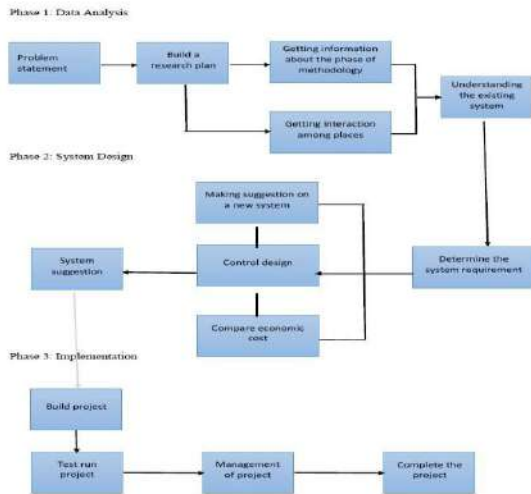 Phase 1: Data Analysis
Problem
statement
Build a
research plan
Getting information
about the phase of
methodology
Getting interaction
among places
Understanding
the existing
system
Phase 2: System Design
Making suggestion on
a new system
System
suggestion
Control design
Determine the
system requirement
Compare economic
cost
Phase 3: Implementation
Build project
Test run
project
Management
of project
Complete the
project